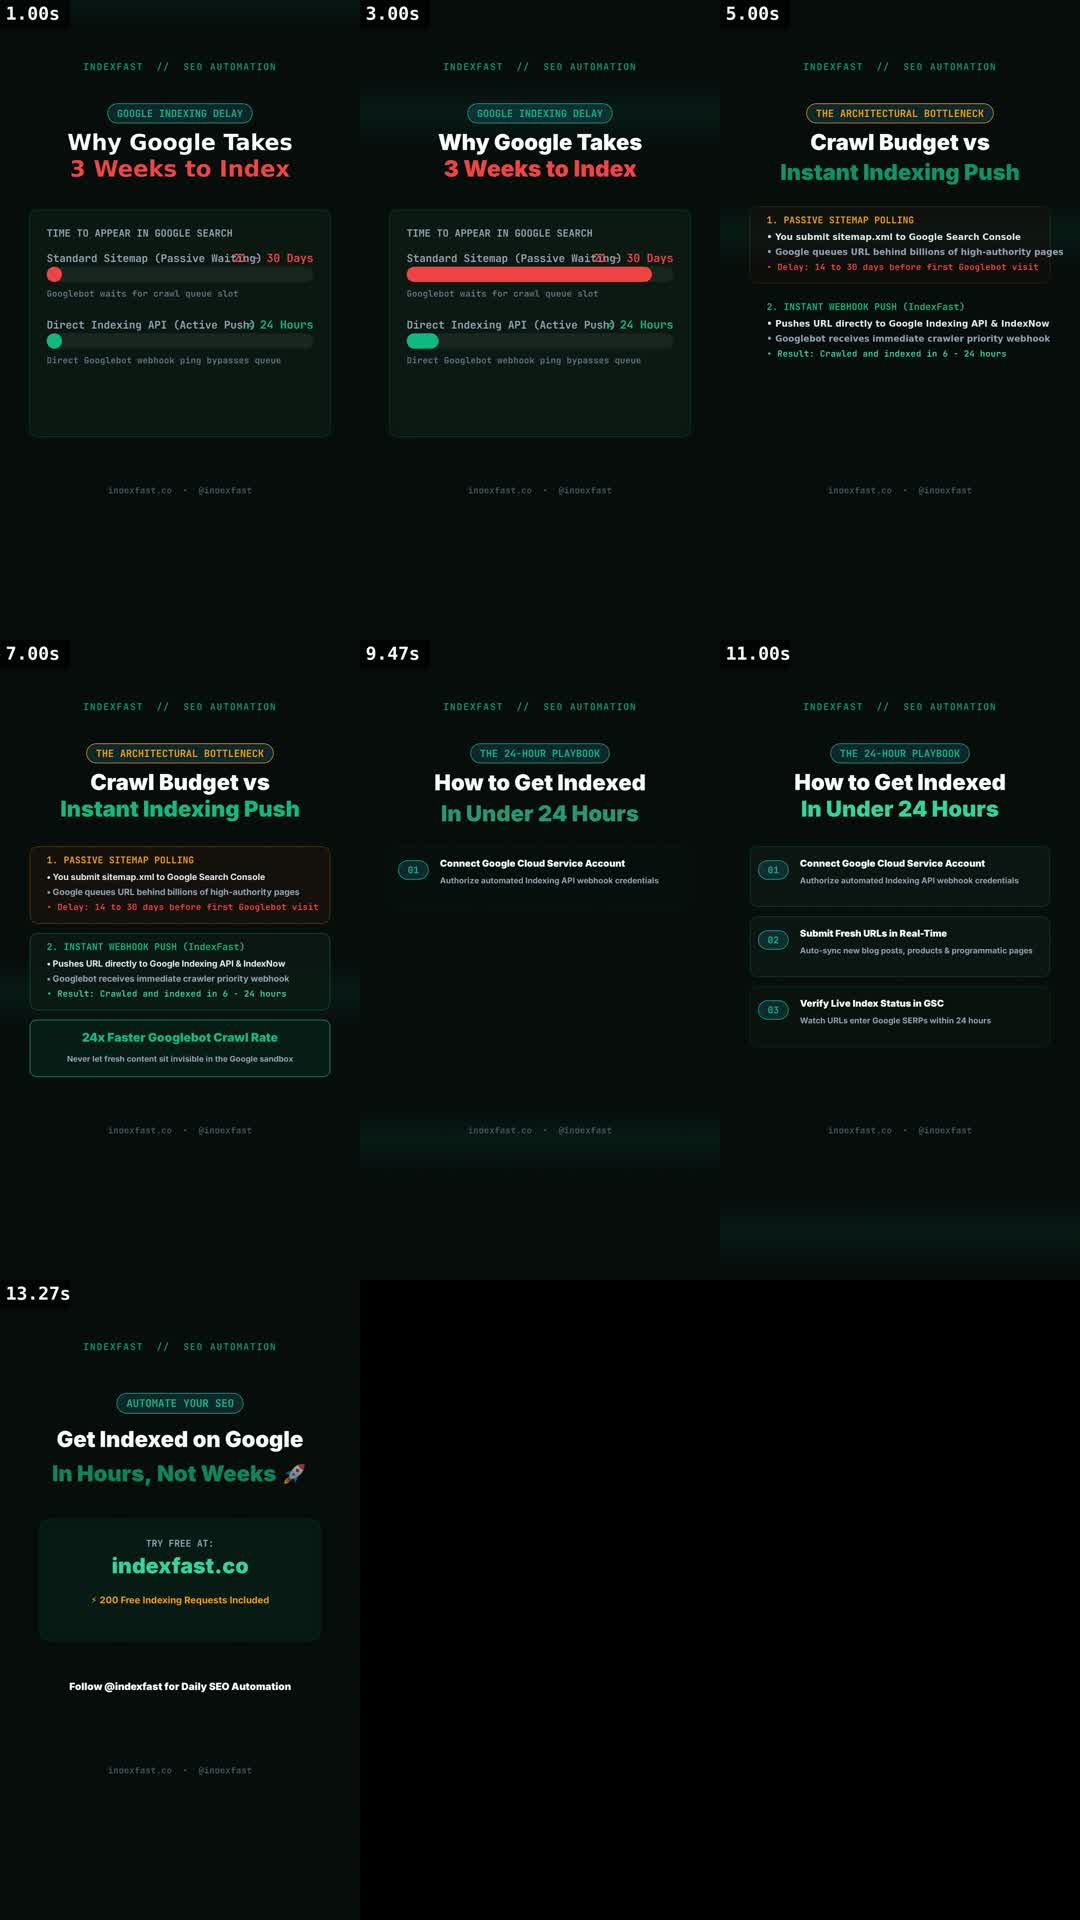 1.00s
INDEXFAST // SEO AUTOMATION
GOOGLE INDEXING DELAY
Why Google Takes
3 Weeks to Index
TIME TO APPEAR IN GOOGLE SEARCH
Standard Sitemap (Passive Waiting) 30 Days
Googlebot waits for crawl queue slot
Direct Indexing API (Active Push) 24 Hours
Direct Googlebot webhook ping bypasses queue
indexfast.co • @indexfast
3.00s
INDEXFAST // SEO AUTOMATION
GOOGLE INDEXING DELAY
Why Google Takes
3 Weeks to Index
TIME TO APPEAR IN GOOGLE SEARCH
Standard Sitemap (Passive Waiting) 30 Days
Googlebot waits for crawl queue slot
Direct Indexing API (Active Push) 24 Hours
Direct Googlebot webhook ping bypasses queue
indexfast.co • @indexfast
5.00s
INDEXFAST // SEO AUTOMATION
THE ARCHITECTURAL BOTTLENECK
Crawl Budget vs
Instant Indexing Push
1. PASSIVE SITEMAP POLLING
• You submit sitemap.xml to Google Search Console
• Google queues URL behind billions of high-authority pages
• Delay: 14 to 30 days before first Googlebot visit
2. INSTANT WEBHOOK PUSH (IndexFast)
• Pushes URL directly to Google Indexing API & IndexNow
• Googlebot receives immediate crawler priority webhook
• Result: Crawled and indexed in 6 - 24 hours
indexfast.co • @indexfast
7.00s
INDEXFAST // SEO AUTOMATION
THE ARCHITECTURAL BOTTLENECK
Crawl Budget vs
Instant Indexing Push
1. PASSIVE SITEMAP POLLING
• You submit sitemap.xml to Google Search Console
• Google queues URL behind billions of high-authority pages
• Delay: 14 to 30 days before first Googlebot visit
2. INSTANT WEBHOOK PUSH (IndexFast)
• Pushes URL directly to Google Indexing API & IndexNow
• Googlebot receives immediate crawler priority webhook
• Result: Crawled and indexed in 6 - 24 hours
24x Faster Googlebot Crawl Rate
Never let fresh content sit invisible in the Google sandbox
indexfast.co • @indexfast
9.47s
INDEXFAST // SEO AUTOMATION
THE 24-HOUR PLAYBOOK
How to Get Indexed
In Under 24 Hours
01 Connect Google Cloud Service Account
Authorize automated Indexing API webhook credentials
indexfast.co • @indexfast
11.00s
INDEXFAST // SEO AUTOMATION
THE 24-HOUR PLAYBOOK
How to Get Indexed
In Under 24 Hours
01 Connect Google Cloud Service Account
Authorize automated Indexing API webhook credentials
02 Submit Fresh URLs in Real-Time
Auto-sync new blog posts, products & programmatic pages
03 Verify Live Index Status in GSC
Watch URLs enter Google SERPs within 24 hours
indexfast.co • @indexfast
13.27s
INDEXFAST // SEO AUTOMATION
AUTOMATE YOUR SEO
Get Indexed on Google
In Hours, Not Weeks 🚀
TRY FREE AT:
indexfast.co
⚡ 200 Free Indexing Requests Included
Follow @indexfast for Daily SEO Automation
indexfast.co • @indexfast